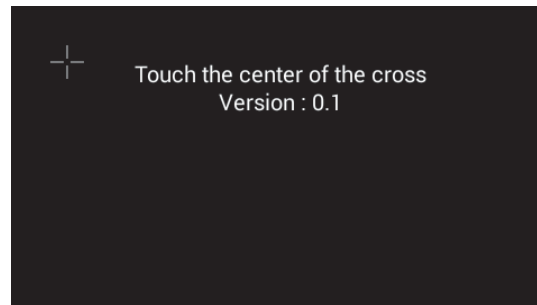 Touch the center of the cross
Version : 0.1